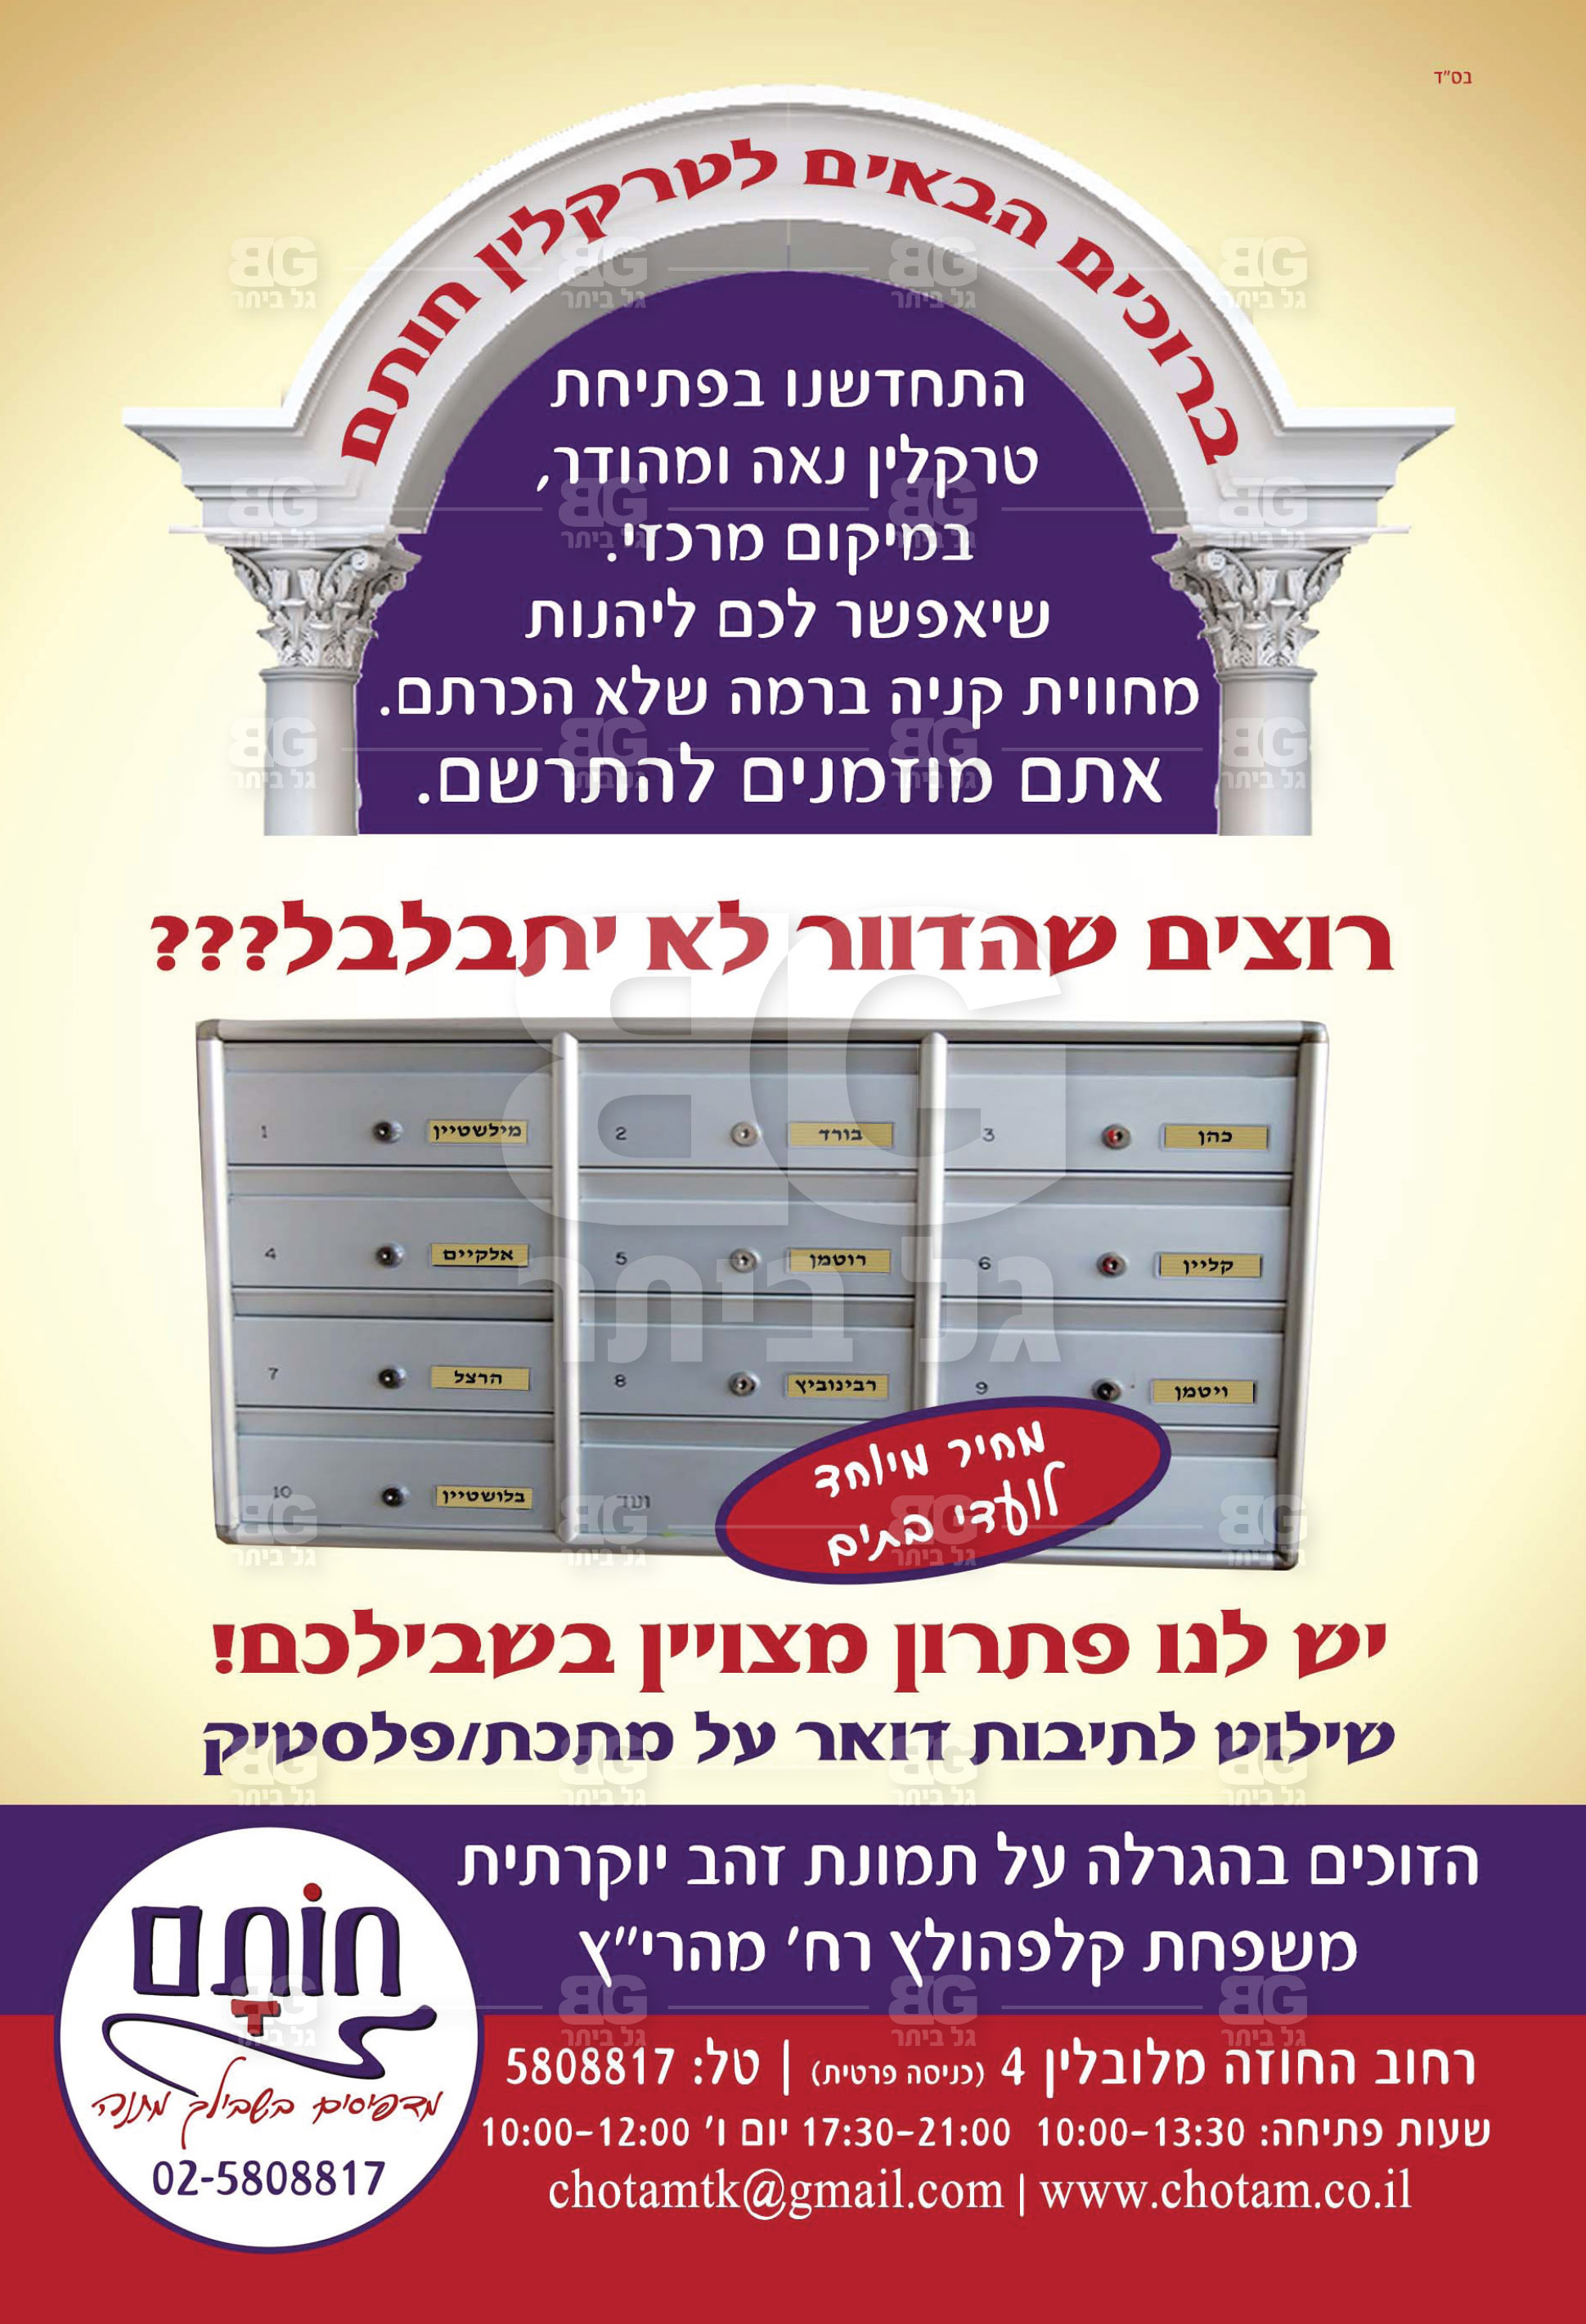 בס"ד
ברוכים הבאים לטרקלין חותם
התחדשנו בפתיחת
טרקלין נאה ומהודר,
במיקום מרכזי.
שיאפשר לכם ליהנות
מחווית קניה ברמה שלא הכרתם.
אתם מוזמנים להתרשם.
רוצים שהדוור לא יתבלבל???
1 מילשטיין 2 בורד 3 כהן
4 אלקיים 5 רוטמן 6 קליין
7 הרצל 8 רבינוביץ 9 ויטמן
10 בלושטיין ועד
מחיר מיוחד
לוועדי בתים
יש לנו פתרון מצויין בשבילכם!
שילוט לתיבות דואר על מתכת/פלסטיק
הזוכים בהגרלה על תמונת זהב יוקרתית
משפחת קלפהולץ רח' מהרי"ץ
רחוב החוזה מלובלין 4 (כניסה פרטית) | טל: 5808817
שעות פתיחה: 10:00-13:30 17:30-21:00 יום ו' 10:00-12:00
chotamtk@gmail.com | www.chotam.co.il
חותם
מדפיסים בשבילך מתנה
02-5808817
BG
גל ביתר